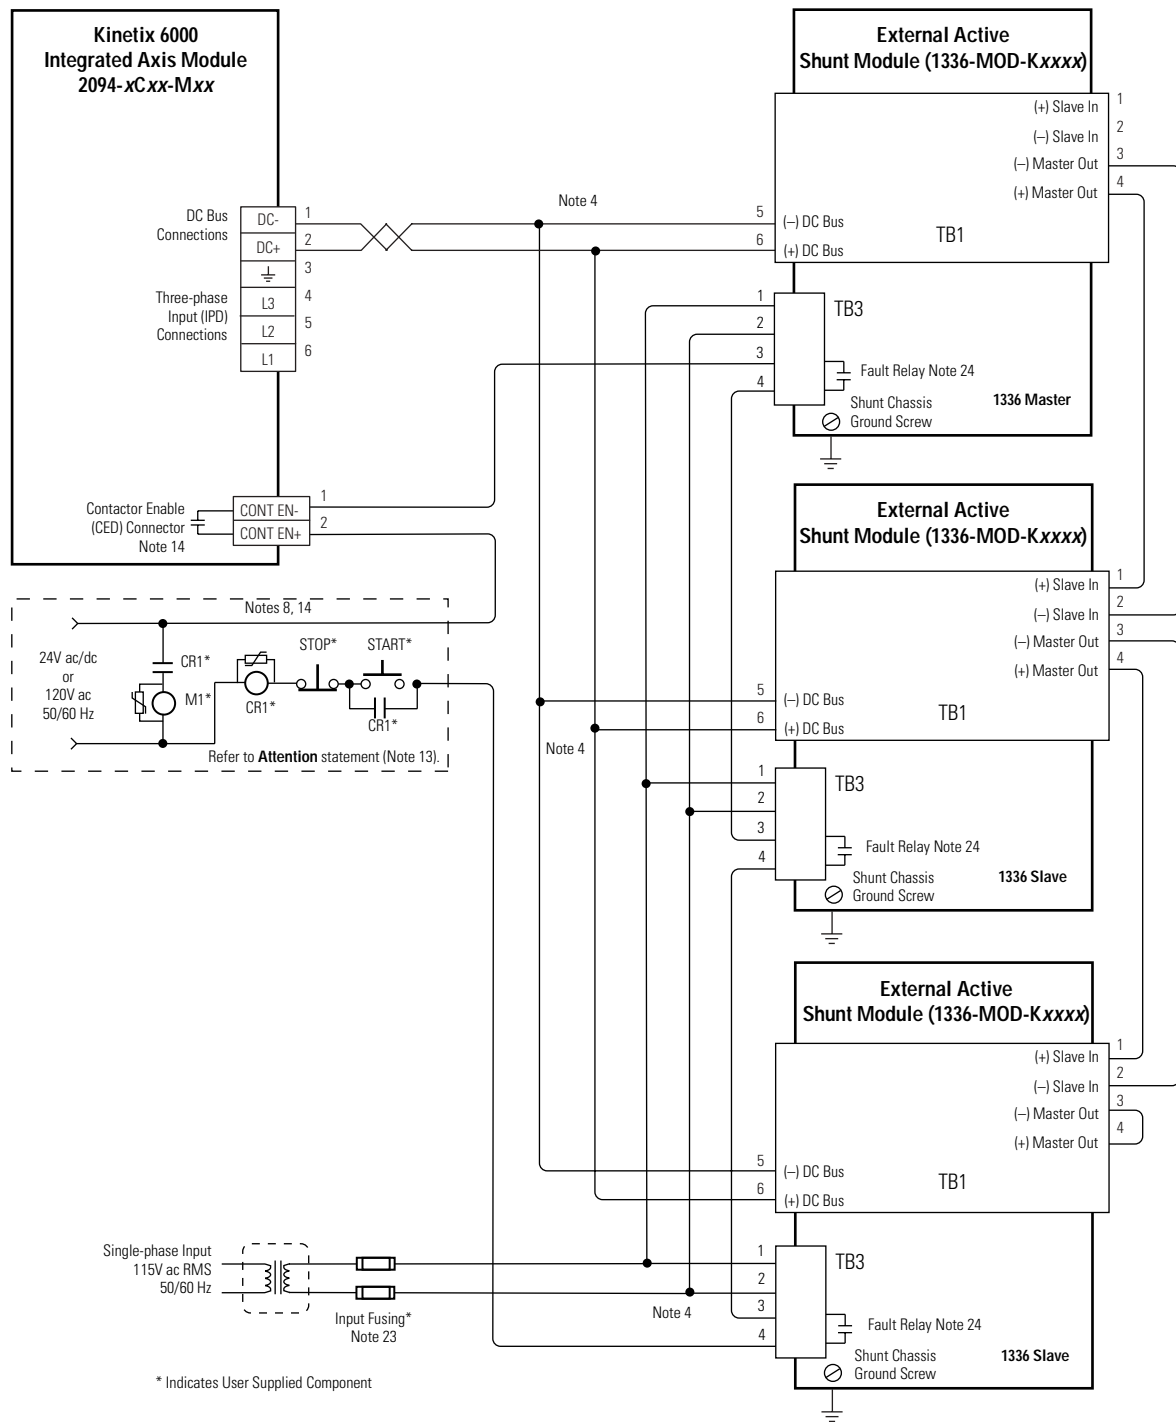 Kinetix 6000
Integrated Axis Module
2094-xCxx-Mxx
DC Bus
Connections
DC-
1
DC+
2
3
Three-phase
Input (IPD)
Connections
L3
4
L2
5
L1
6
Contactor Enable
(CED) Connector
Note 14
CONT EN-
1
CONT EN+
2
Notes 8, 14
24V ac/dc
or
120V ac
50/60 Hz
CR1*
M1*
CR1*
STOP*
START*
CR1*
Refer to Attention statement (Note 13).
Note 4
External Active
Shunt Module (1336-MOD-Kxxxx)
(+) Slave In
1
(–) Slave In
2
(–) Master Out
3
(+) Master Out
4
5
(–) DC Bus
6
(+) DC Bus
TB1
1
2
3
4
TB3
Fault Relay Note 24
Shunt Chassis
Ground Screw
1336 Master
External Active
Shunt Module (1336-MOD-Kxxxx)
(+) Slave In
1
(–) Slave In
2
(–) Master Out
3
(+) Master Out
4
5
(–) DC Bus
6
(+) DC Bus
TB1
Note 4
1
2
3
4
TB3
Fault Relay Note 24
Shunt Chassis
Ground Screw
1336 Slave
External Active
Shunt Module (1336-MOD-Kxxxx)
(+) Slave In
1
(–) Slave In
2
(–) Master Out
3
(+) Master Out
4
5
(–) DC Bus
6
(+) DC Bus
TB1
1
2
3
4
TB3
Fault Relay Note 24
Shunt Chassis
Ground Screw
1336 Slave
Single-phase Input
115V ac RMS
50/60 Hz
Input Fusing*
Note 23
Note 4
* Indicates User Supplied Component